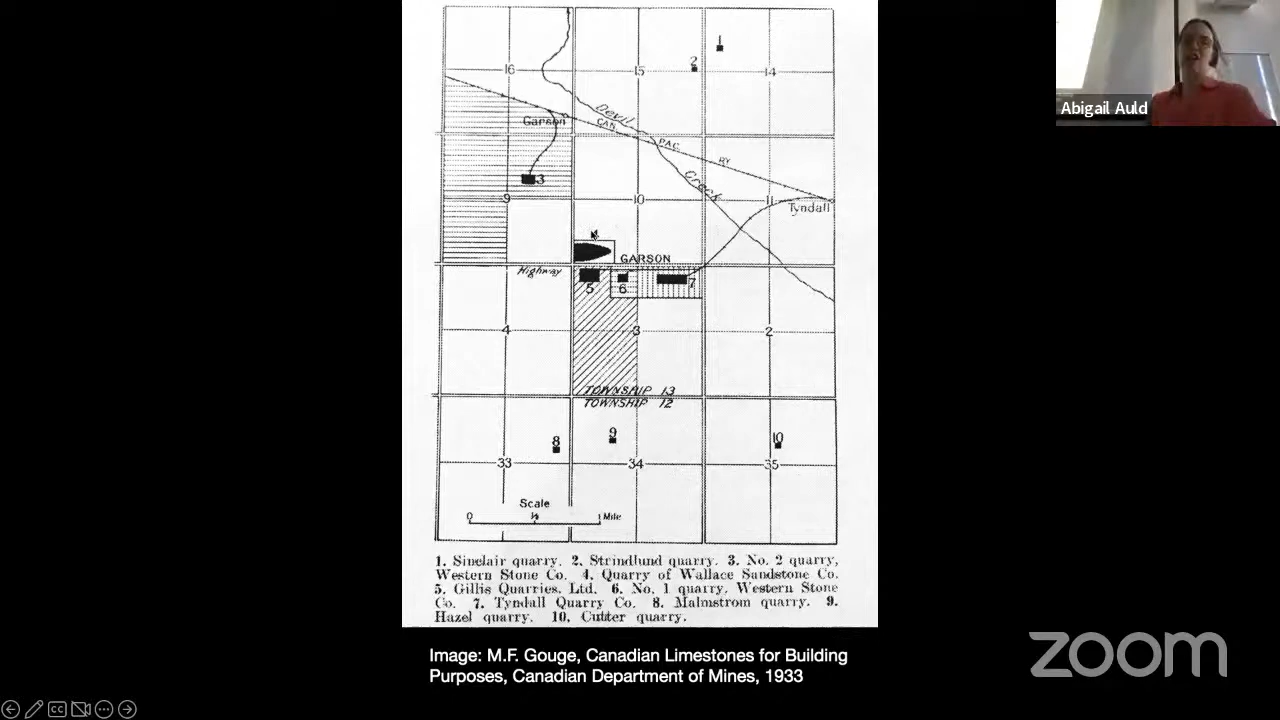 1
2
16
15
14
Devil
Garson
CAN.
PAC.
RY
Creek
3
9
10
11
Tyndall
4
GARSON
Highway
5
6
7
4
3
2
TOWNSHIP 13
TOWNSHIP 12
8
9
10
33
34
35
Scale
0 ½ 1 Mile
1. Sinclair quarry. 2. Strindlund quarry. 3. No. 2 quarry,
Western Stone Co. 4. Quarry of Wallace Sandstone Co.
5. Gillis Quarries, Ltd. 6. No. 1 quarry, Western Stone
Co. 7. Tyndall Quarry Co. 8. Malmstrom quarry. 9.
Hazel quarry. 10. Cutter quarry.
Image: M.F. Gouge, Canadian Limestones for Building
Purposes, Canadian Department of Mines, 1933
Abigail Auld
zoom
CC